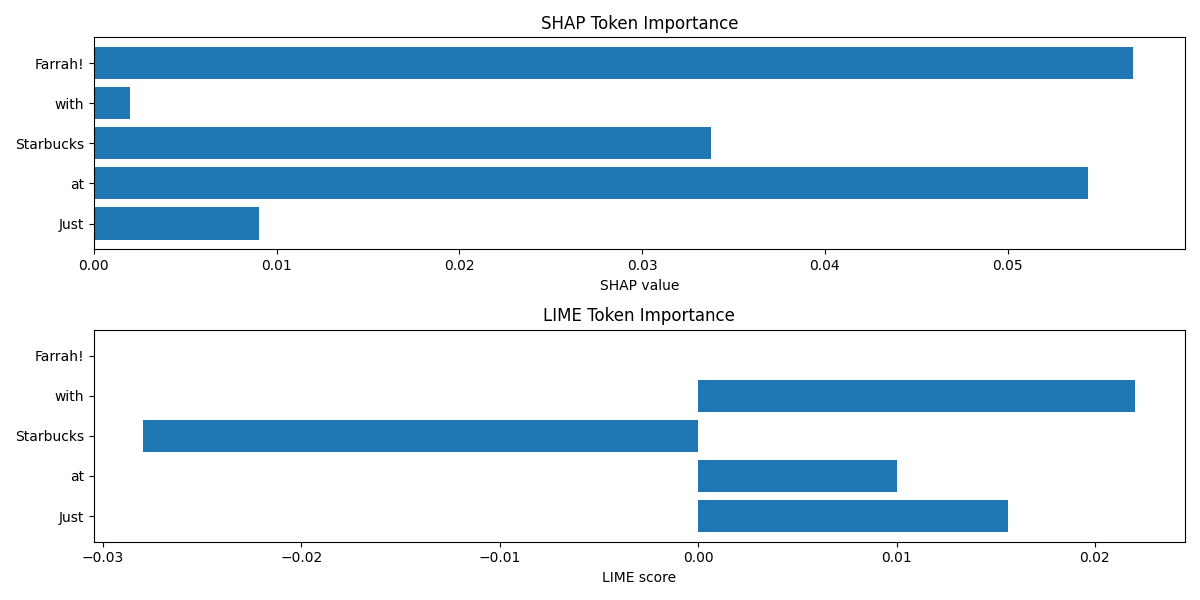 SHAP Token Importance
Farrah!
with
Starbucks
at
Just
0.00 0.01 0.02 0.03 0.04 0.05
SHAP value
LIME Token Importance
Farrah!
with
Starbucks
at
Just
−0.03 −0.02 −0.01 0.00 0.01 0.02
LIME score